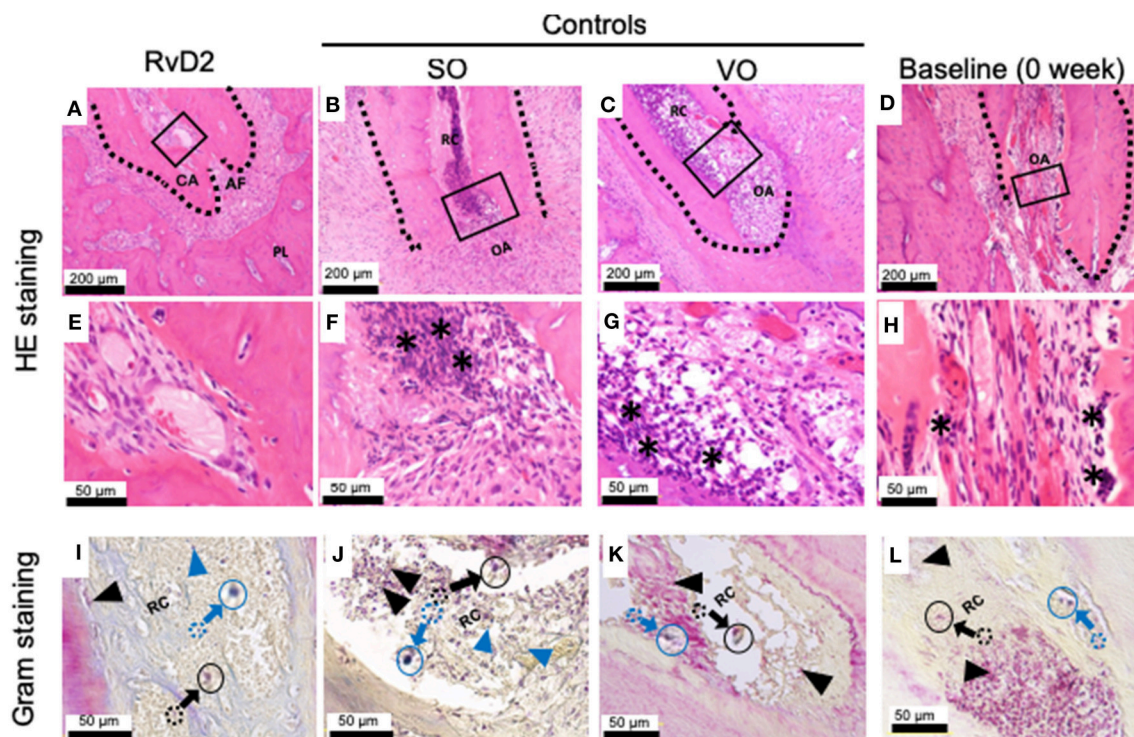 Controls
RvD2 SO VO Baseline (0 week)
HE staining
A CA AF PL 200 µm
B RC OA 200 µm
C RC OA 200 µm
D OA 200 µm
E 50 µm
F * * * 50 µm
G * * * 50 µm
H * * * 50 µm
Gram staining
I RC 50 µm
J RC 50 µm
K RC 50 µm
L RC 50 µm